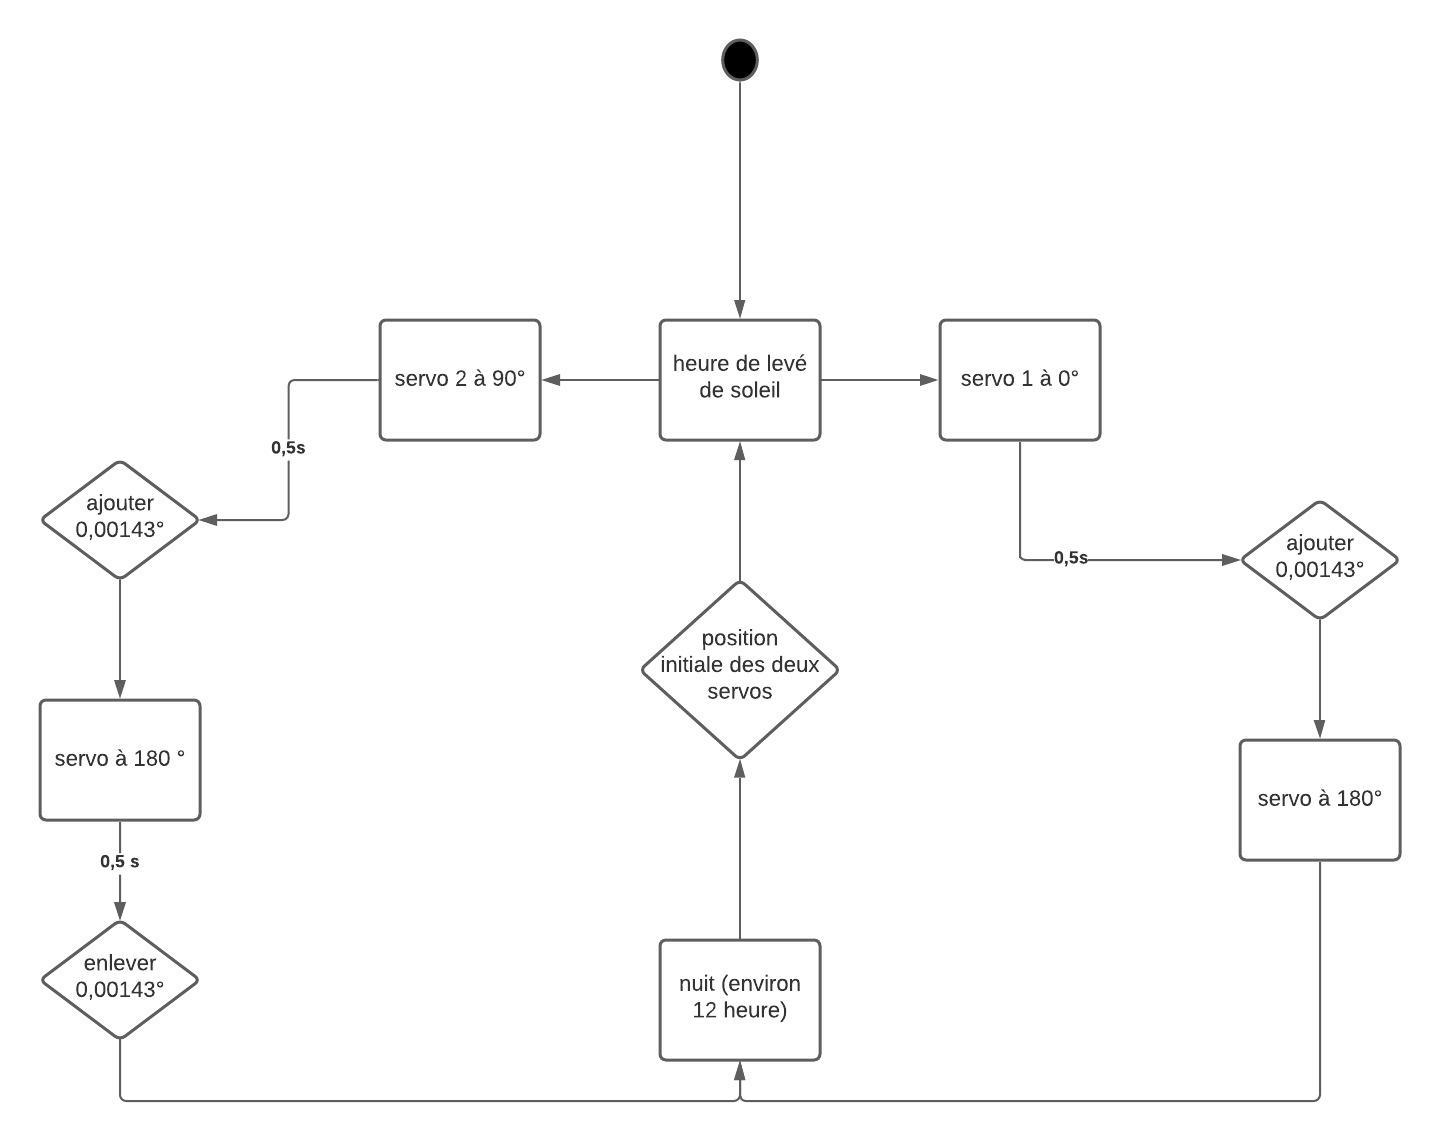 servo 2 à 90°
heure de levé
de soleil
servo 1 à 0°
0,5s
ajouter
0,00143°
0,5s
ajouter
0,00143°
position
initiale des deux
servos
servo à 180 °
servo à 180°
0,5 s
enlever
0,00143°
nuit (environ
12 heure)